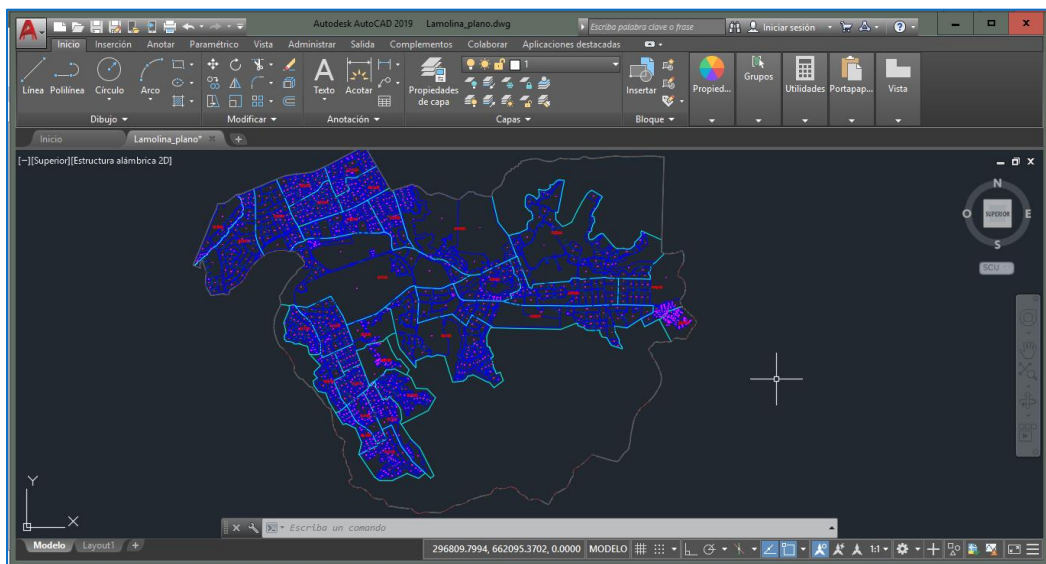 Autodesk AutoCAD 2019 Lamolina_plano.dwg Escriba palabra clave o frase Iniciar sesión
Inicio Inserción Anotar Paramétrico Vista Administrar Salida Complementos Colaborar Aplicaciones destacadas
1
Línea Polilínea Círculo Arco Texto Acotar Propiedades de capa Insertar Propied... Grupos Utilidades Portapap... Vista
Dibujo Modificar Anotación Capas Bloque
Inicio Lamolina_plano*
[−][Superior][Estructura alámbrica 2D]
N
O SUPERIOR E
S
SCU
Y
X
Escriba un comando
Modelo Layout1 + 296809.7994, 662095.3702, 0.0000 MODELO 1:1